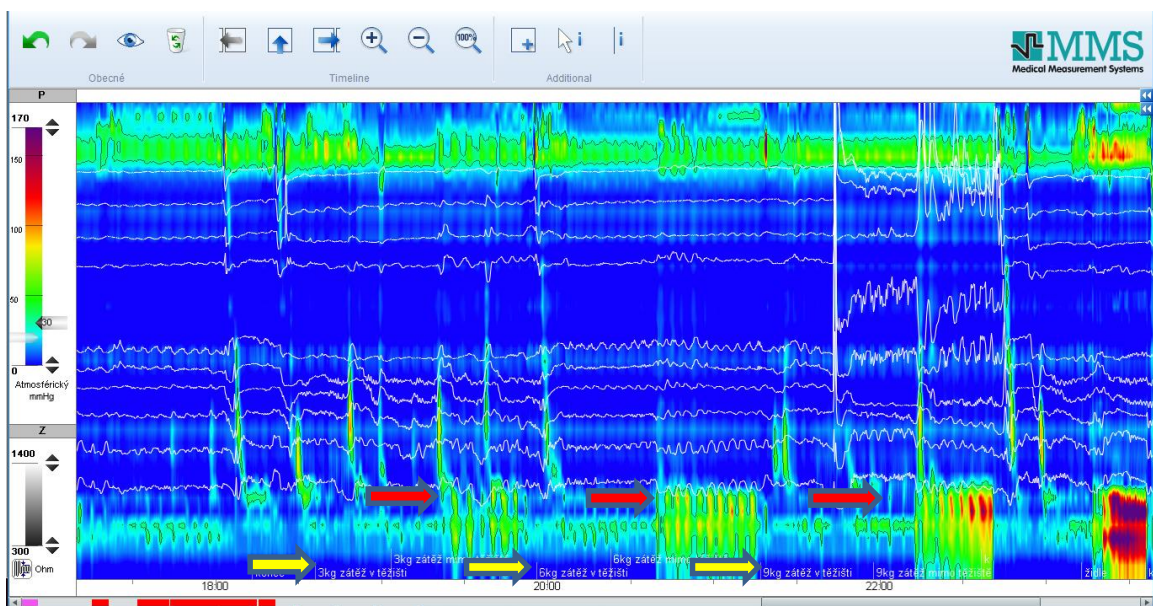 Obecné
Timeline
Additional
100%
i
i
MMS
Medical Measurement Systems
P
170
150
100
50
30
0
Atmosférický
mmHg
Z
1400
300
Ohm
3kg zátěž v těžišti
6kg zátěž
6kg zátěž v těžišti
9kg zátěž v těžišti
9kg zátěž mimo těžiště
k
židle
k
3kg zátěž
18:00
20:00
22:00